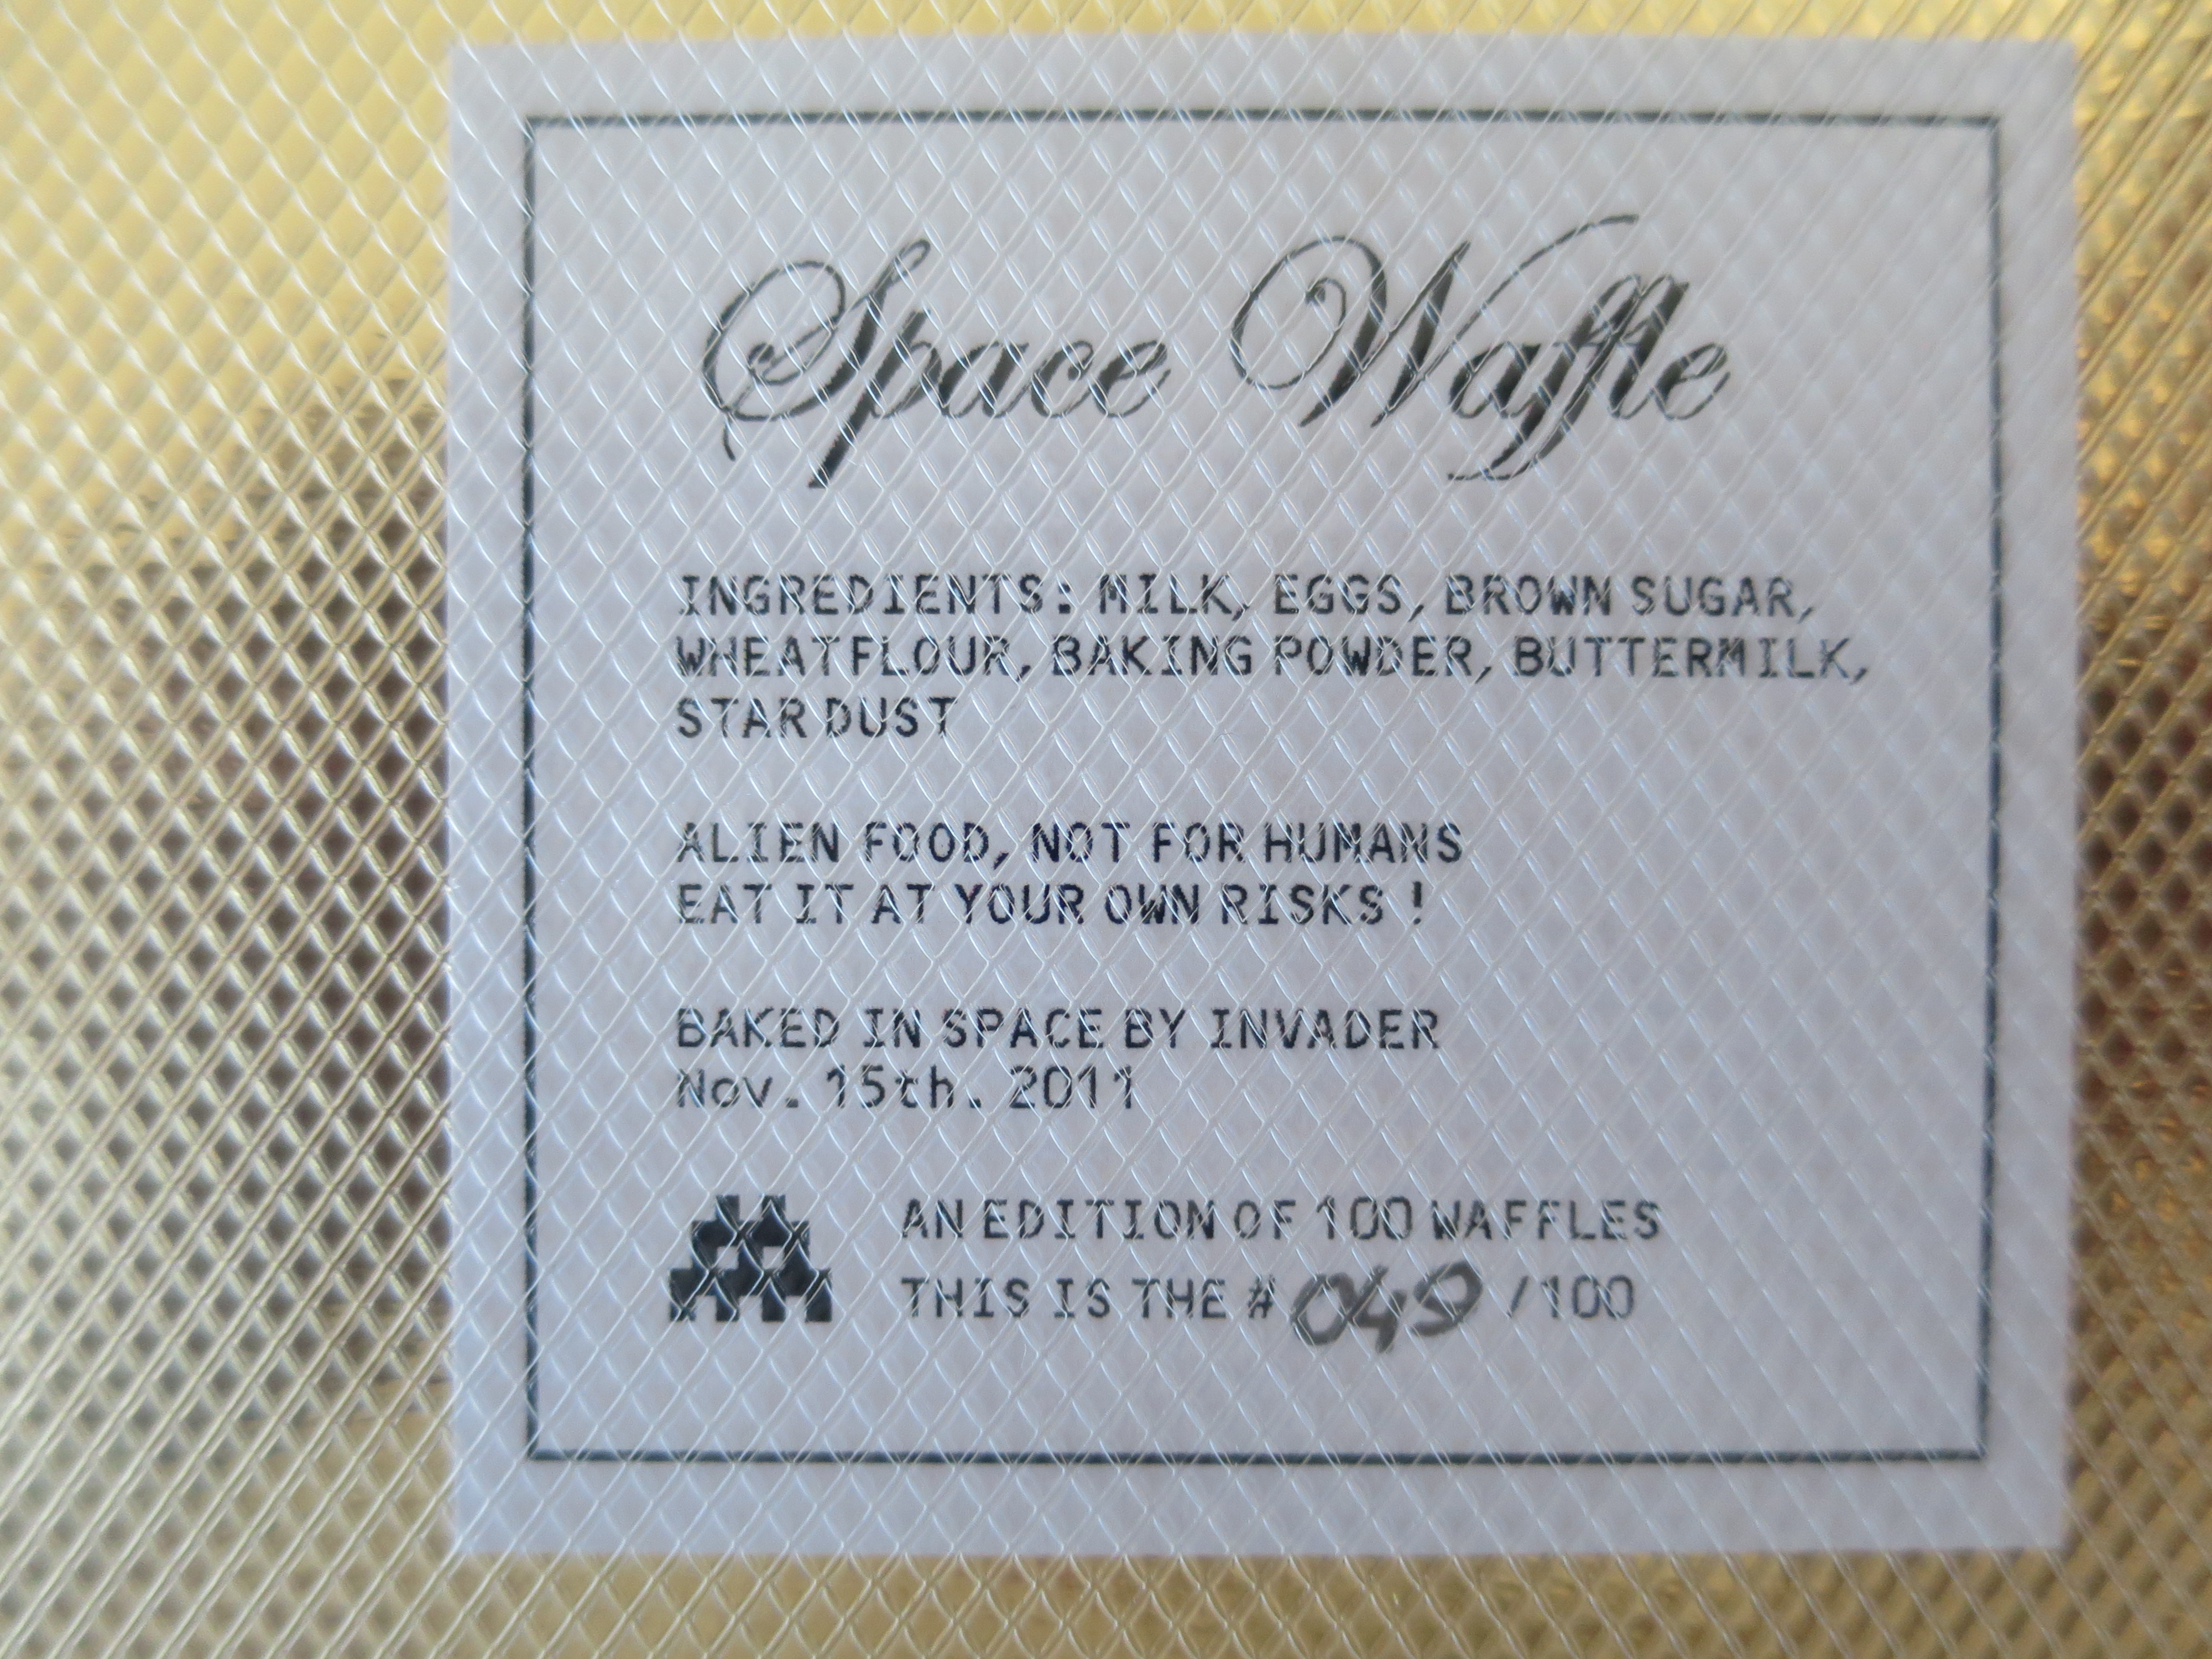 Space Waffle
INGREDIENTS: MILK, EGGS, BROWN SUGAR,
WHEATFLOUR, BAKING POWDER, BUTTERMILK,
STAR DUST
ALIEN FOOD, NOT FOR HUMANS
EAT IT AT YOUR OWN RISKS !
BAKED IN SPACE BY INVADER
Nov. 15th. 2011
AN EDITION OF 100 WAFFLES
THIS IS THE # 049 /100